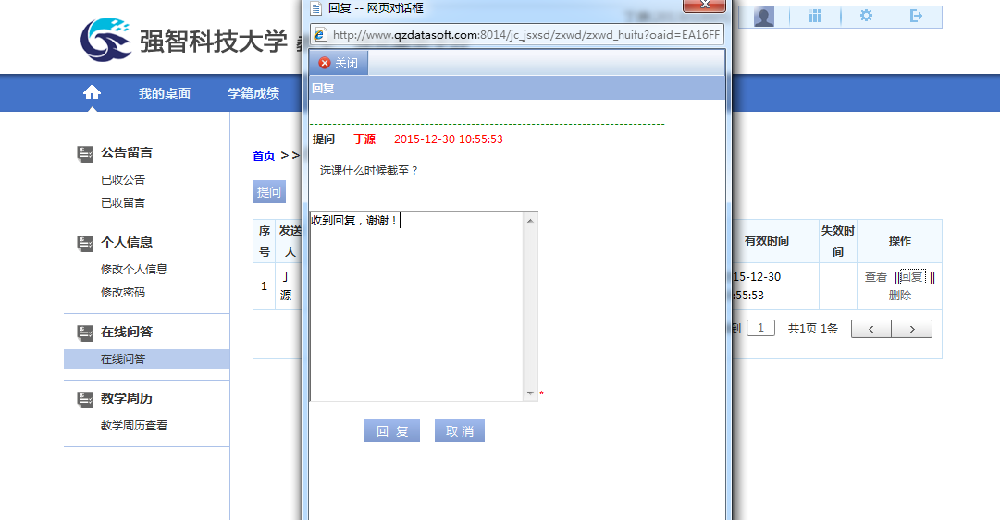 回复 -- 网页对话框
http://www.qzdatasoft.com:8014/jc_jsxsd/zxwd/zxwd_huifu?oaid=EA16FF
关闭
回复
提问 丁源 2015-12-30 10:55:53
选课什么时候截至？
收到回复，谢谢！
*
回 复 取 消
强智科技大学
我的桌面 学籍成绩
公告留言
已收公告
已收留言
个人信息
修改个人信息
修改密码
在线问答
在线问答
教学周历
教学周历查看
首页 >>
提问
序号 发送人 有效时间 失效时间 操作
1 丁源 15-12-30 :55:53 查看 ||回复 || 删除
到 1 共1页 1条 < >